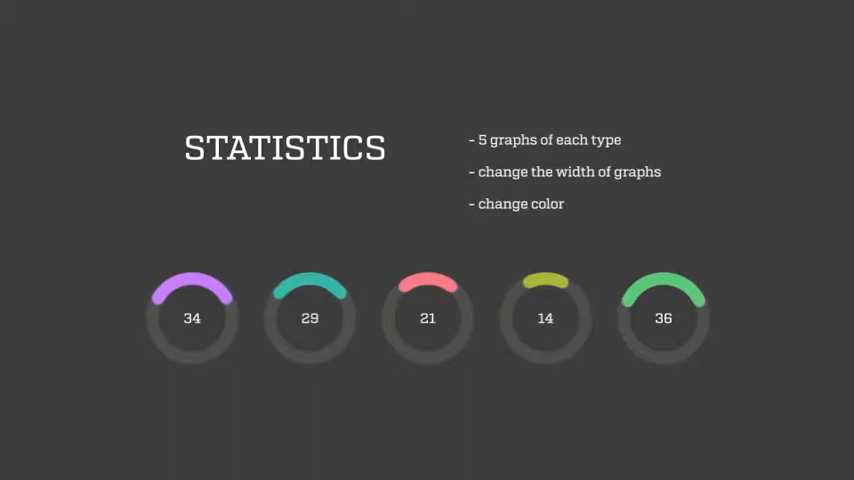 STATISTICS
- 5 graphs of each type
- change the width of graphs
- change color
34
29
21
14
36